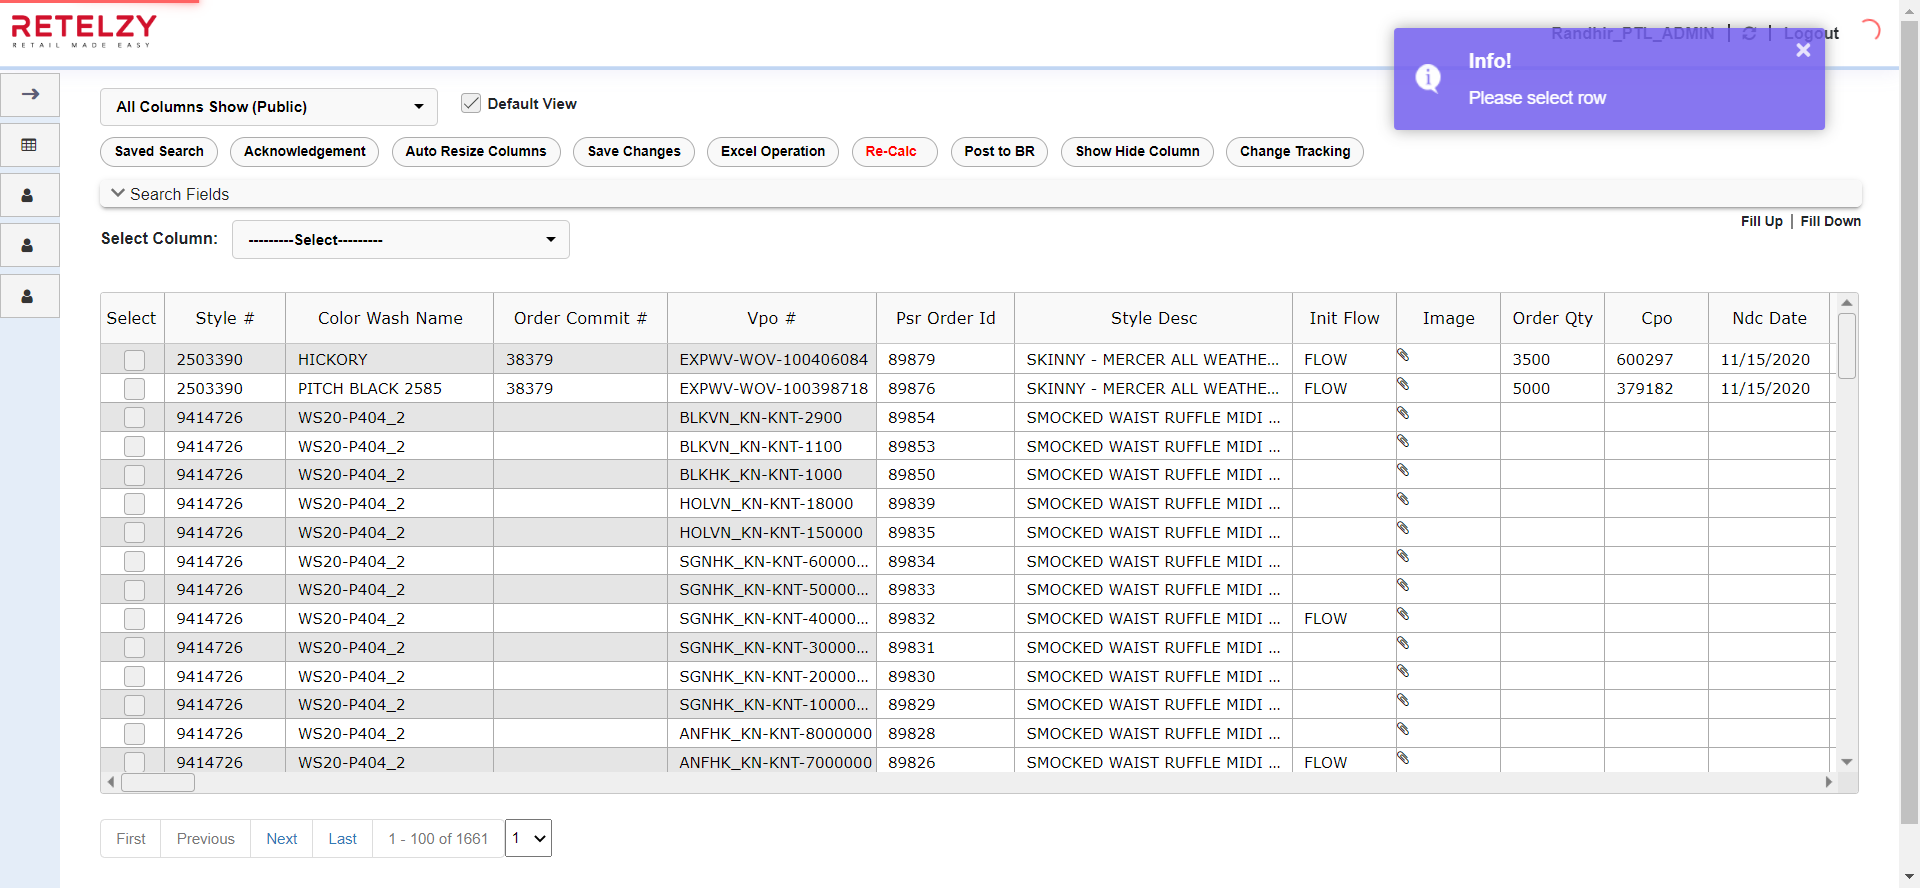 RETELZY
RETAIL MADE EASY
Randhir_PTL_ADMIN | | Logout
Info!
Please select row
All Columns Show (Public)
Default View
Saved Search Acknowledgement Auto Resize Columns Save Changes Excel Operation Re-Calc Post to BR Show Hide Column Change Tracking
Search Fields
Fill Up | Fill Down
Select Column: ---------Select---------
Select Style # Color Wash Name Order Commit # Vpo # Psr Order Id Style Desc Init Flow Image Order Qty Cpo Ndc Date
2503390 HICKORY 38379 EXPWV-WOV-100406084 89879 SKINNY - MERCER ALL WEATHE... FLOW 3500 600297 11/15/2020
2503390 PITCH BLACK 2585 38379 EXPWV-WOV-100398718 89876 SKINNY - MERCER ALL WEATHE... FLOW 5000 379182 11/15/2020
9414726 WS20-P404_2 BLKVN_KN-KNT-2900 89854 SMOCKED WAIST RUFFLE MIDI ...
9414726 WS20-P404_2 BLKVN_KN-KNT-1100 89853 SMOCKED WAIST RUFFLE MIDI ...
9414726 WS20-P404_2 BLKHK_KN-KNT-1000 89850 SMOCKED WAIST RUFFLE MIDI ...
9414726 WS20-P404_2 HOLVN_KN-KNT-18000 89839 SMOCKED WAIST RUFFLE MIDI ...
9414726 WS20-P404_2 HOLVN_KN-KNT-150000 89835 SMOCKED WAIST RUFFLE MIDI ...
9414726 WS20-P404_2 SGNHK_KN-KNT-60000... 89834 SMOCKED WAIST RUFFLE MIDI ...
9414726 WS20-P404_2 SGNHK_KN-KNT-50000... 89833 SMOCKED WAIST RUFFLE MIDI ...
9414726 WS20-P404_2 SGNHK_KN-KNT-40000... 89832 SMOCKED WAIST RUFFLE MIDI ... FLOW
9414726 WS20-P404_2 SGNHK_KN-KNT-30000... 89831 SMOCKED WAIST RUFFLE MIDI ...
9414726 WS20-P404_2 SGNHK_KN-KNT-20000... 89830 SMOCKED WAIST RUFFLE MIDI ...
9414726 WS20-P404_2 SGNHK_KN-KNT-10000... 89829 SMOCKED WAIST RUFFLE MIDI ...
9414726 WS20-P404_2 ANFHK_KN-KNT-8000000 89828 SMOCKED WAIST RUFFLE MIDI ...
9414726 WS20-P404_2 ANFHK_KN-KNT-7000000 89826 SMOCKED WAIST RUFFLE MIDI ... FLOW
First Previous Next Last 1 - 100 of 1661 1